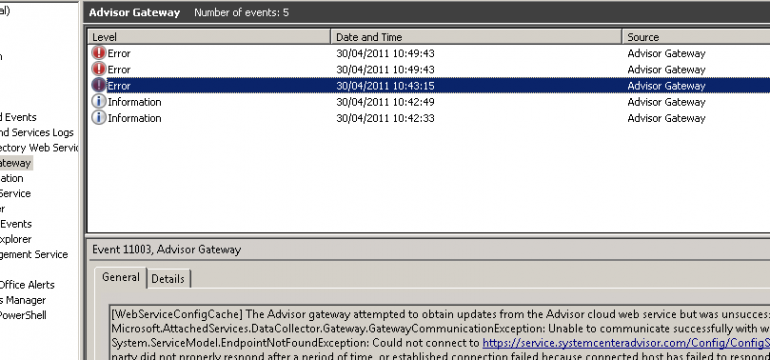 al)
Advisor Gateway Number of events: 5
Level Date and Time Source
Error 30/04/2011 10:49:43 Advisor Gateway
Error 30/04/2011 10:49:43 Advisor Gateway
Error 30/04/2011 10:43:15 Advisor Gateway
Information 30/04/2011 10:42:49 Advisor Gateway
Information 30/04/2011 10:42:33 Advisor Gateway
d Events
nd Services Logs
ectory Web Servic
ateway
ation
Service
er
Events
xplorer
gement Service
Office Alerts
s Manager
PowerShell
Event 11003, Advisor Gateway
General Details
[WebServiceConfigCache] The Advisor gateway attempted to obtain updates from the Advisor cloud web service but was unsucces
Microsoft.AttachedServices.DataCollector.Gateway.GatewayCommunicationException: Unable to communicate successfully with w
System.ServiceModel.EndpointNotFoundException: Could not connect to https://service.systemcenteradvisor.com/Config/ConfigS
party did not properly respond after a period of time, or established connection failed because connected host has failed to respon